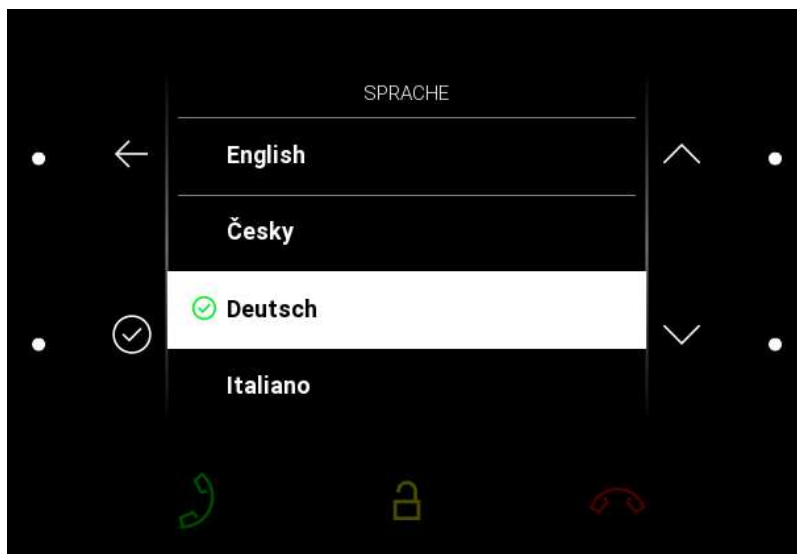 SPRACHE
English
Česky
Deutsch
Italiano